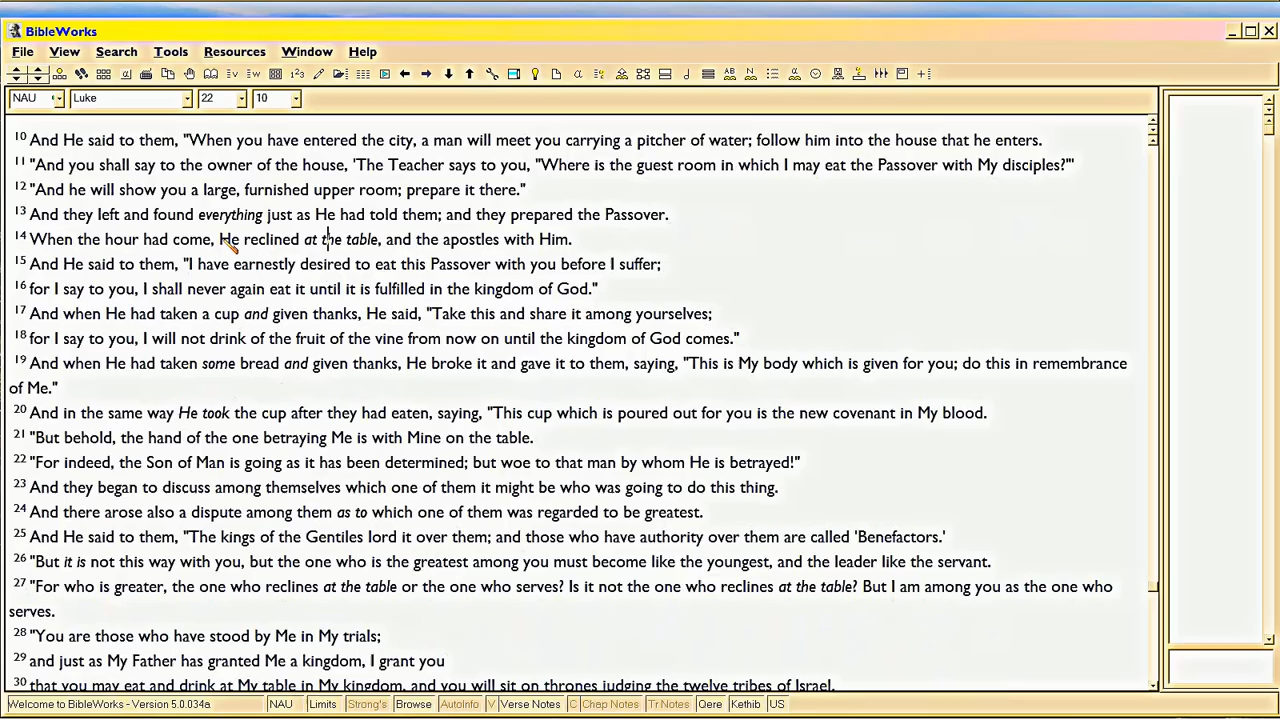 BibleWorks
File View Search Tools Resources Window Help
NAU Luke 22 10
10 And He said to them, "When you have entered the city, a man will meet you carrying a pitcher of water; follow him into the house that he enters.
11 "And you shall say to the owner of the house, 'The Teacher says to you, "Where is the guest room in which I may eat the Passover with My disciples?"'
12 "And he will show you a large, furnished upper room; prepare it there."
13 And they left and found everything just as He had told them; and they prepared the Passover.
14 When the hour had come, He reclined at the table, and the apostles with Him.
15 And He said to them, "I have earnestly desired to eat this Passover with you before I suffer;
16 for I say to you, I shall never again eat it until it is fulfilled in the kingdom of God."
17 And when He had taken a cup and given thanks, He said, "Take this and share it among yourselves;
18 for I say to you, I will not drink of the fruit of the vine from now on until the kingdom of God comes."
19 And when He had taken some bread and given thanks, He broke it and gave it to them, saying, "This is My body which is given for you; do this in remembrance
of Me."
20 And in the same way He took the cup after they had eaten, saying, "This cup which is poured out for you is the new covenant in My blood.
21 "But behold, the hand of the one betraying Me is with Mine on the table.
22 "For indeed, the Son of Man is going as it has been determined; but woe to that man by whom He is betrayed!"
23 And they began to discuss among themselves which one of them it might be who was going to do this thing.
24 And there arose also a dispute among them as to which one of them was regarded to be greatest.
25 And He said to them, "The kings of the Gentiles lord it over them; and those who have authority over them are called 'Benefactors.'
26 "But it is not this way with you, but the one who is the greatest among you must become like the youngest, and the leader like the servant.
27 "For who is greater, the one who reclines at the table or the one who serves? Is it not the one who reclines at the table? But I am among you as the one who
serves.
28 "You are those who have stood by Me in My trials;
29 and just as My Father has granted Me a kingdom, I grant you
30 that you may eat and drink at My table in My kingdom, and you will sit on thrones judging the twelve tribes of Israel.
Welcome to BibleWorks - Version 5.0.034a NAU Limits Strong's Browse AutoInfo V Verse Notes C Chap Notes Tr Notes Qere Kethib US